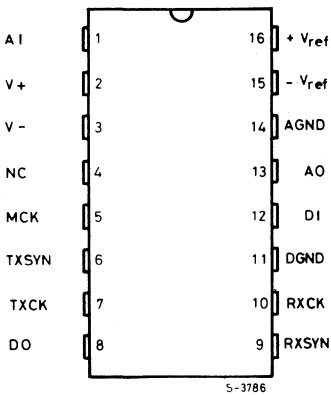 AI 1 16 + Vref
V+ 2 15 - Vref
V- 3 14 AGND
NC 4 13 AO
MCK 5 12 DI
TXSYN 6 11 DGND
TXCK 7 10 RXCK
DO 8 9 RXSYN
S-3786